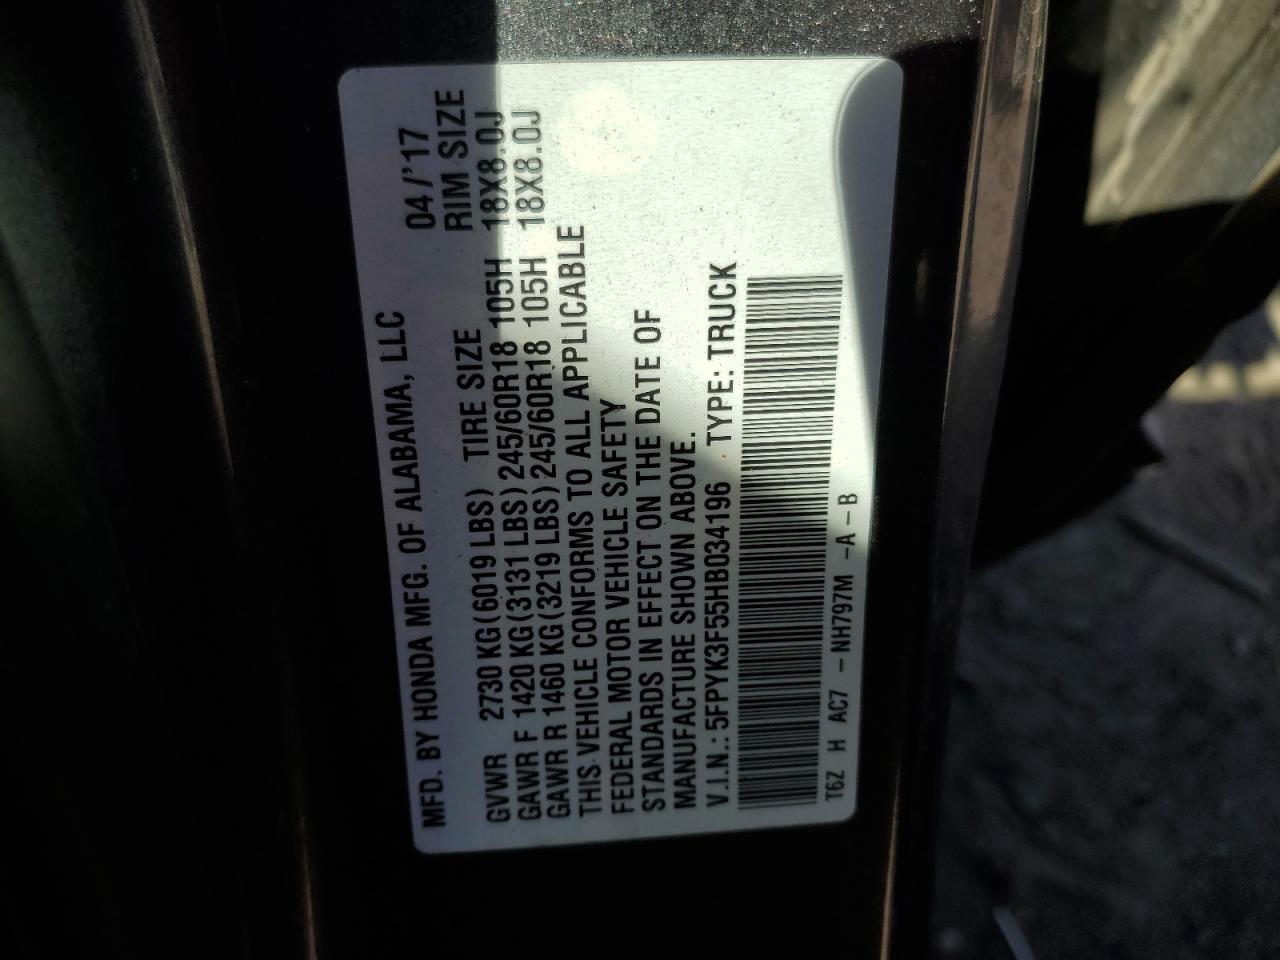 MFD. BY HONDA MFG. OF ALABAMA, LLC 04/'17
GVWR 2730 KG(6019 LBS) TIRE SIZE RIM SIZE
GAWR F 1420 KG(3131 LBS) 245/60R18 105H 18X8.0J
GAWR R 1460 KG(3219 LBS) 245/60R18 105H 18X8.0J
THIS VEHICLE CONFORMS TO ALL APPLICABLE
FEDERAL MOTOR VEHICLE SAFETY
STANDARDS IN EFFECT ON THE DATE OF
MANUFACTURE SHOWN ABOVE.
V.I.N.: 5FPYK3F55HB034196 TYPE: TRUCK
T6Z H AC7 -NH797M -A-B